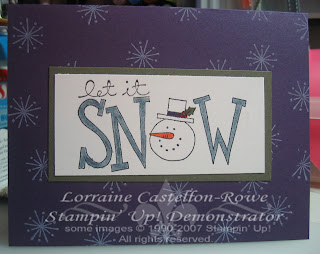 let it
SNOW
Lorraine Castellon-Rowe
Stampin' Up! Demonstrator
some images © 1990-2007 Stampin' Up!
All rights reserved.